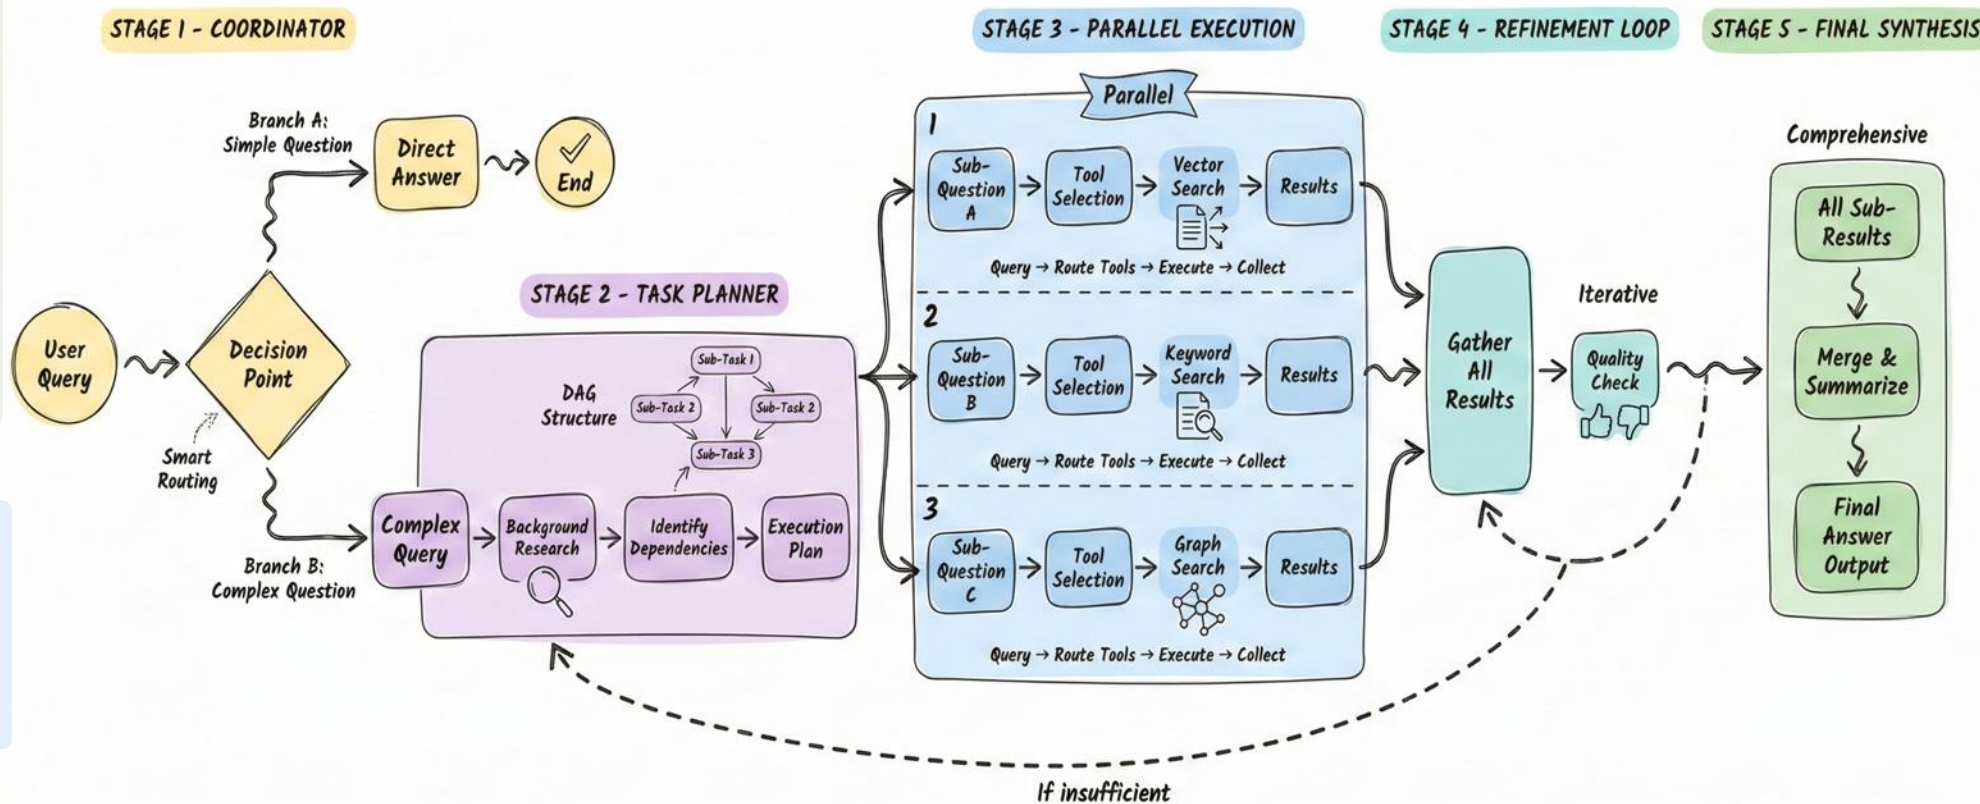 STAGE 1 - COORDINATOR
Branch A:
Simple Question
Direct
Answer
End
User
Query
Decision
Point
Smart
Routing
Branch B:
Complex Question
STAGE 2 - TASK PLANNER
DAG
Structure
Sub-Task 1
Sub-Task 2
Sub-Task 2
Sub-Task 3
Complex
Query
Background
Research
Identify
Dependencies
Execution
Plan
STAGE 3 - PARALLEL EXECUTION
Parallel
1
Sub-
Question
A
Tool
Selection
Vector
Search
Results
Query → Route Tools → Execute → Collect
2
Sub-
Question
B
Tool
Selection
Keyword
Search
Results
Query → Route Tools → Execute → Collect
3
Sub-
Question
C
Tool
Selection
Graph
Search
Results
Query → Route Tools → Execute → Collect
STAGE 4 - REFINEMENT LOOP
Gather
All
Results
Iterative
Quality
Check
If insufficient
STAGE 5 - FINAL SYNTHESIS
Comprehensive
All Sub-
Results
Merge &
Summarize
Final
Answer
Output